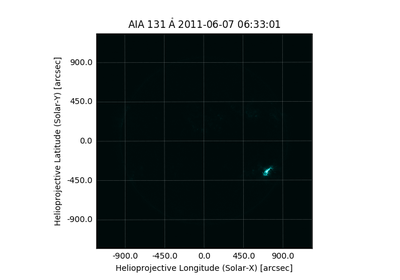 AIA 131 Å 2011-06-07 06:33:01
Helioprojective Latitude (Solar-Y) [arcsec]
900.0
450.0
0.0
-450.0
-900.0
-900.0 -450.0 0.0 450.0 900.0
Helioprojective Longitude (Solar-X) [arcsec]